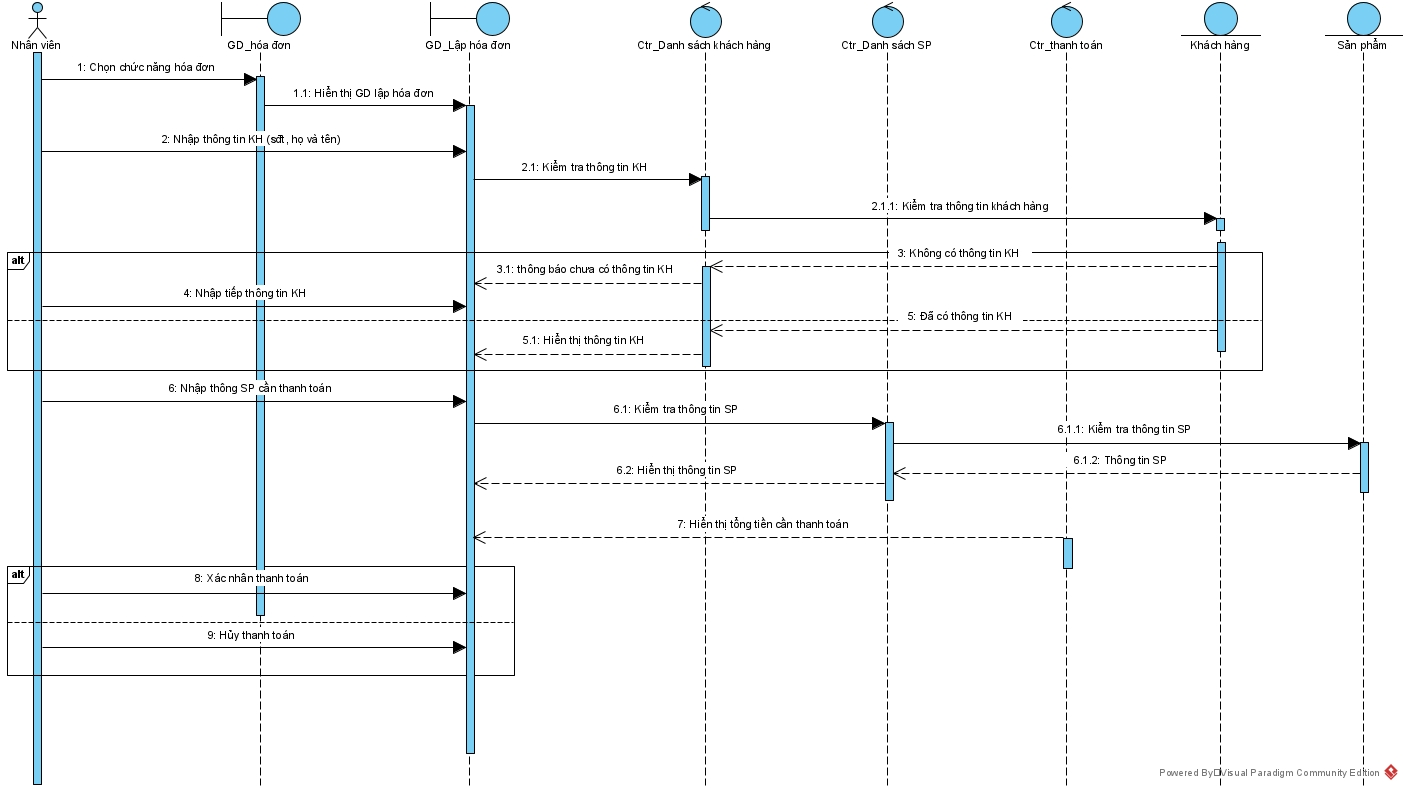 Nhân viên
GD_hóa đơn
GD_Lập hóa đơn
Ctr_Danh sách khách hàng
Ctr_Danh sách SP
Ctr_thanh toán
Khách hàng
Sản phẩm
1: Chọn chức năng hóa đơn
1.1: Hiển thị GD lập hóa đơn
2: Nhập thông tin KH (sđt, họ và tên)
2.1: Kiểm tra thông tin KH
2.1.1: Kiểm tra thông tin khách hàng
alt
3: Không có thông tin KH
3.1: thông báo chưa có thông tin KH
4: Nhập tiếp thông tin KH
5: Đã có thông tin KH
5.1: Hiển thị thông tin KH
6: Nhập thông SP cần thanh toán
6.1: Kiểm tra thông tin SP
6.1.1: Kiểm tra thông tin SP
6.1.2: Thông tin SP
6.2: Hiển thị thông tin SP
7: Hiển thị tổng tiền cần thanh toán
alt
8: Xác nhân thanh toán
9: Hủy thanh toán
Powered By Visual Paradigm Community Edition